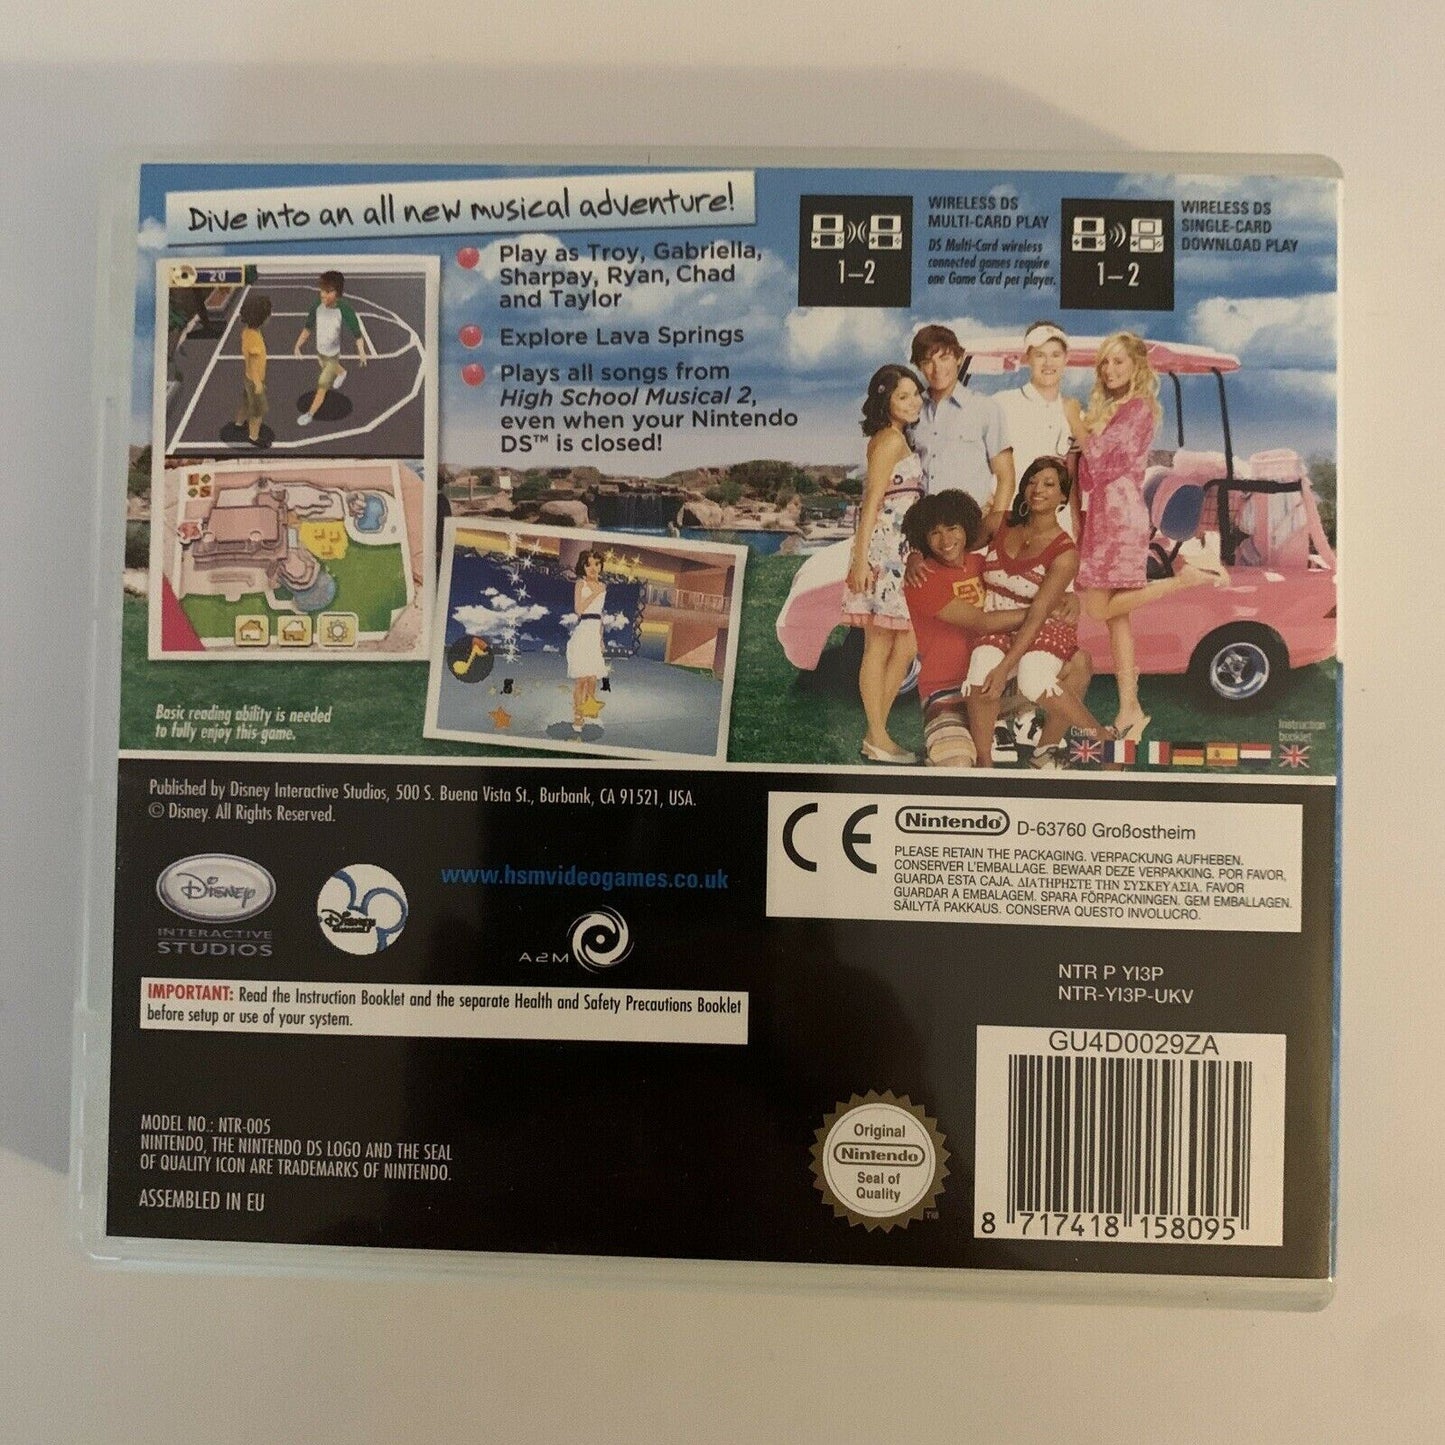 Dive into an all new musical adventure!
Play as Troy, Gabriella,
Sharpay, Ryan, Chad
and Taylor
Explore Lava Springs
Plays all songs from
High School Musical 2,
even when your Nintendo
DS™ is closed!
20
L
S
1–2
WIRELESS DS
MULTI-CARD PLAY
DS Multi-Card wireless
connected games require
one Game Card per player.
1–2
WIRELESS DS
SINGLE-CARD
DOWNLOAD PLAY
Basic reading ability is needed
to fully enjoy this game.
Game
Instruction
booklet
Published by Disney Interactive Studios, 500 S. Buena Vista St., Burbank, CA 91521, USA.
© Disney. All Rights Reserved.
Disney
INTERACTIVE
STUDIOS
Disney
www.hsmvideogames.co.uk
A2M
CE
Nintendo® D-63760 Großostheim
PLEASE RETAIN THE PACKAGING. VERPACKUNG AUFHEBEN.
CONSERVER L'EMBALLAGE. BEWAAR DEZE VERPAKKING. POR FAVOR,
GUARDA ESTA CAJA. ΔΙΑΤΗΡΗΣΤΕ ΤΗΝ ΣΥΣΚΕΥΑΣΙΑ. FAVOR
GUARDAR A EMBALAGEM. SPARA FÖRPACKNINGEN. GEM EMBALLAGEN.
SÄILYTÄ PAKKAUS. CONSERVA QUESTO INVOLUCRO.
NTR P YI3P
NTR-YI3P-UKV
IMPORTANT: Read the Instruction Booklet and the separate Health and Safety Precautions Booklet
before setup or use of your system.
MODEL NO.: NTR-005
NINTENDO, THE NINTENDO DS LOGO AND THE SEAL
OF QUALITY ICON ARE TRADEMARKS OF NINTENDO.
ASSEMBLED IN EU
Original
Nintendo
Seal of
Quality
TM
GU4D0029ZA
8 717418 158095